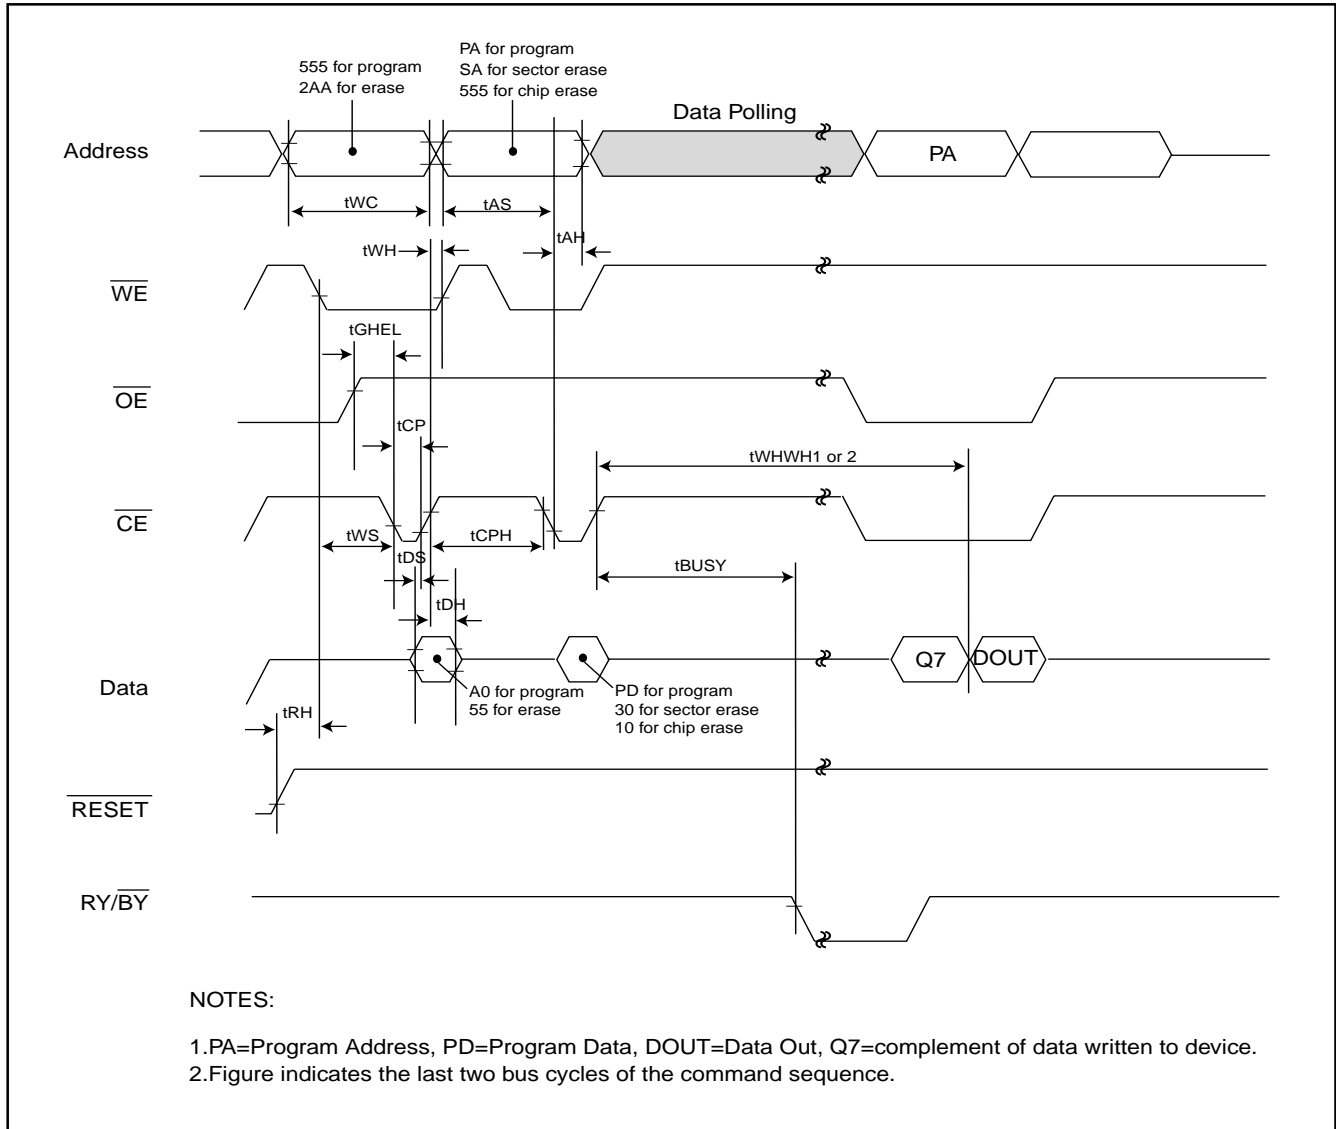 555 for program
2AA for erase
PA for program
SA for sector erase
555 for chip erase
Data Polling
Address
PA
tWC
tAS
tWH
tAH
WE
tGHEL
OE
tCP
tWHWH1 or 2
CE
tWS
tCPH
tDS
tBUSY
tDH
Data
Q7
DOUT
A0 for program
55 for erase
PD for program
30 for sector erase
10 for chip erase
tRH
RESET
RY/BY
NOTES:
1.PA=Program Address, PD=Program Data, DOUT=Data Out, Q7=complement of data written to device.
2.Figure indicates the last two bus cycles of the command sequence.